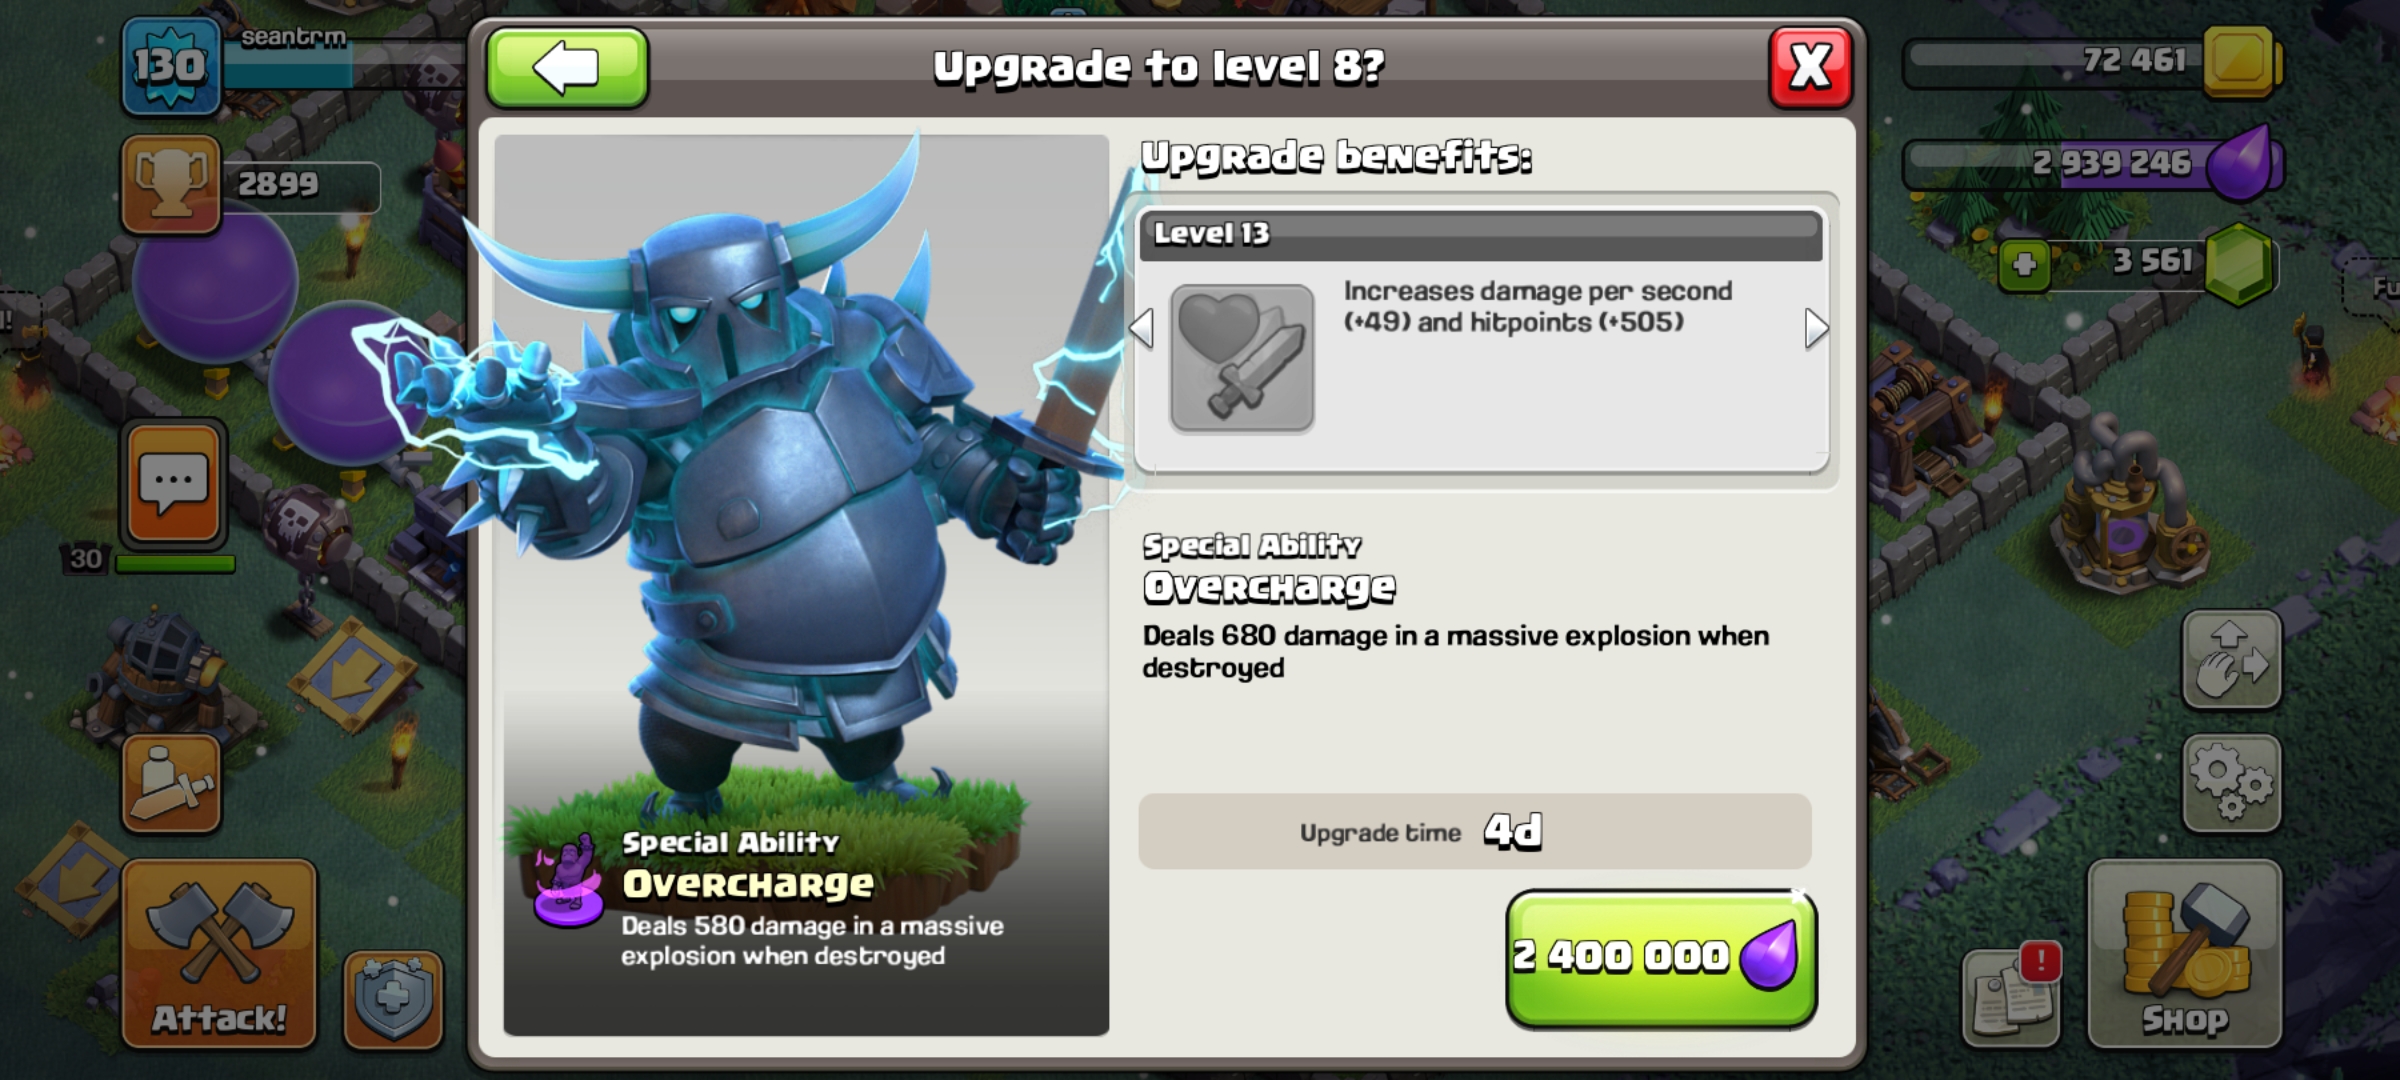 130
seantrm
2899
Upgrade to level 8?
X
72 461
2 939 246
3 561
Upgrade benefits:
Level 13
Increases damage per second
(+49) and hitpoints (+505)
Special Ability
Overcharge
Deals 680 damage in a massive explosion when
destroyed
Upgrade time 4d
2 400 000
30
Special Ability
Overcharge
Deals 580 damage in a massive
explosion when destroyed
Attack!
!
Shop